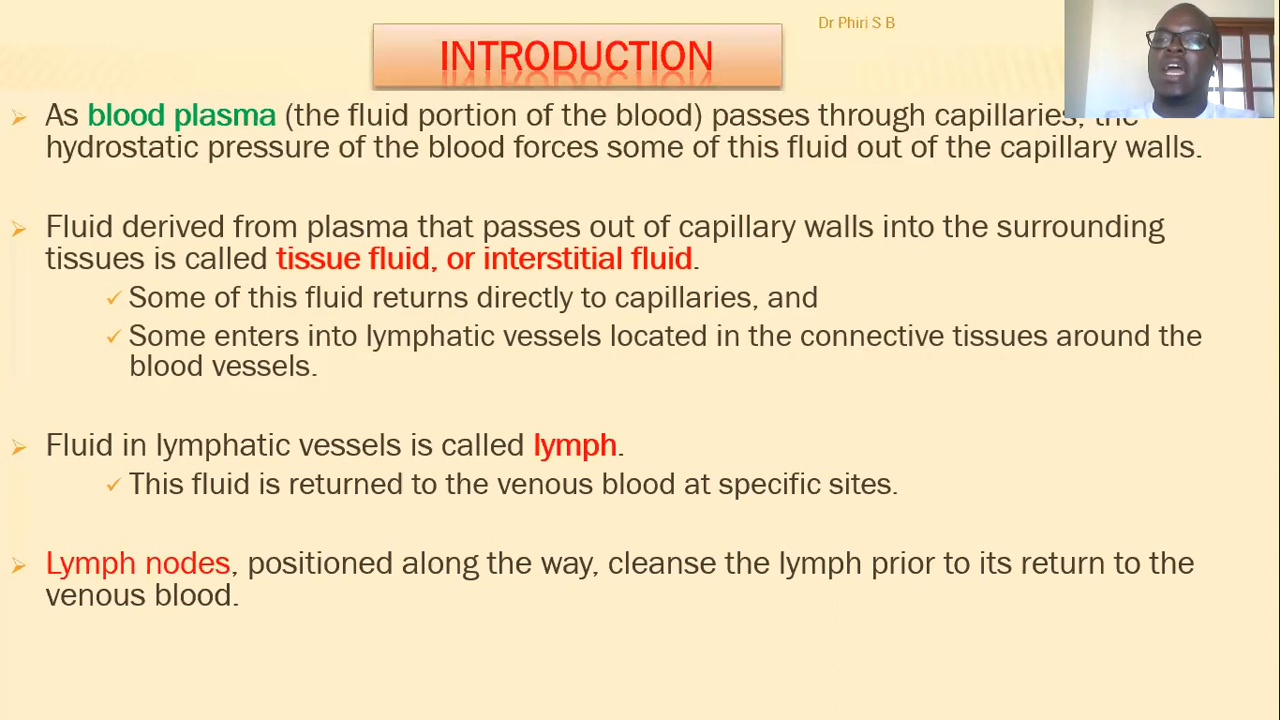 Dr Phiri S B
INTRODUCTION
As blood plasma (the fluid portion of the blood) passes through capillaries, the
hydrostatic pressure of the blood forces some of this fluid out of the capillary walls.
Fluid derived from plasma that passes out of capillary walls into the surrounding
tissues is called tissue fluid, or interstitial fluid.
Some of this fluid returns directly to capillaries, and
Some enters into lymphatic vessels located in the connective tissues around the
blood vessels.
Fluid in lymphatic vessels is called lymph.
This fluid is returned to the venous blood at specific sites.
Lymph nodes, positioned along the way, cleanse the lymph prior to its return to the
venous blood.